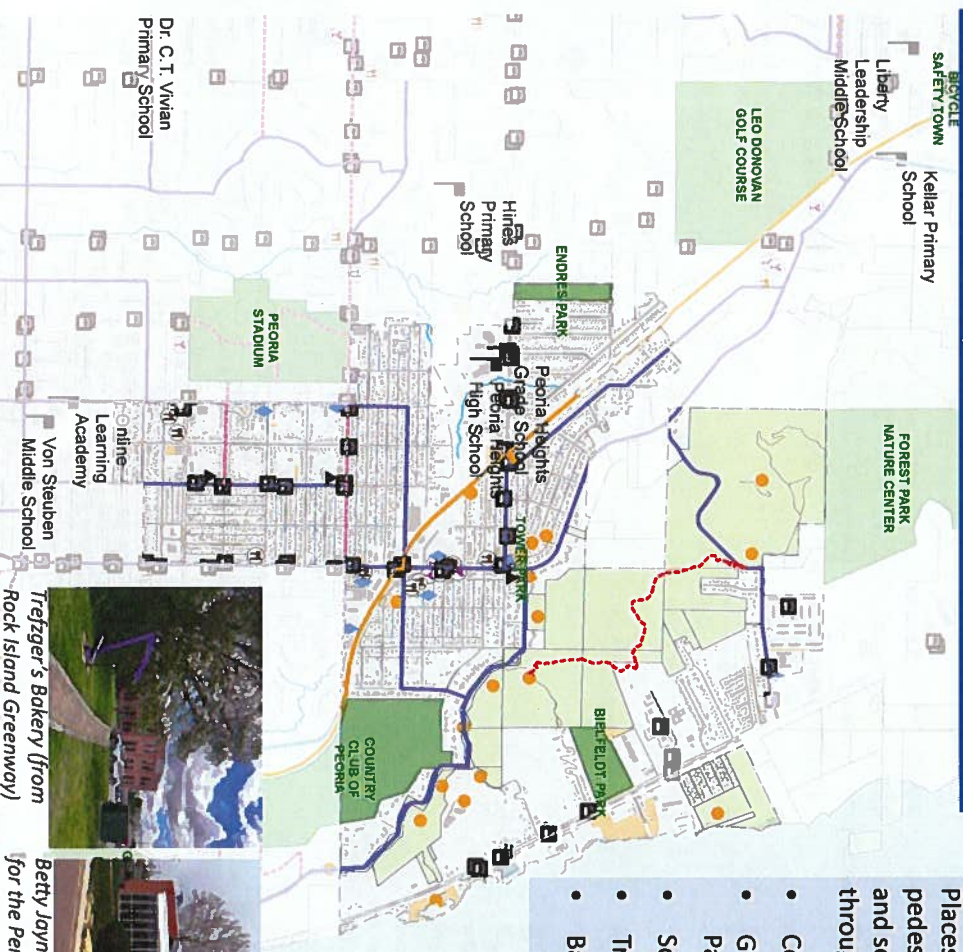 BICYCLE
SAFETY TOWN
Liberty
Leadership
Middle School
Kellar Primary
School
Dr. C.T. Vivian
Primary School
LEO DONOVAN
GOLF COURSE
Hines
Primary
School
ENDRES PARK
FOREST PARK
NATURE CENTER
PEORIA
STADIUM
Peoria Heights
Grade School
Peoria Heights
High School
TOWER PARK
Online
Learning
Academy
Von Steuben
Middle School
BIELFELDT PARK
COUNTRY
CLUB OF
PEORIA
Trefzger's Bakery (from
Rock Island Greenway)
Betty Jayn
for the Per
Places
and
throu